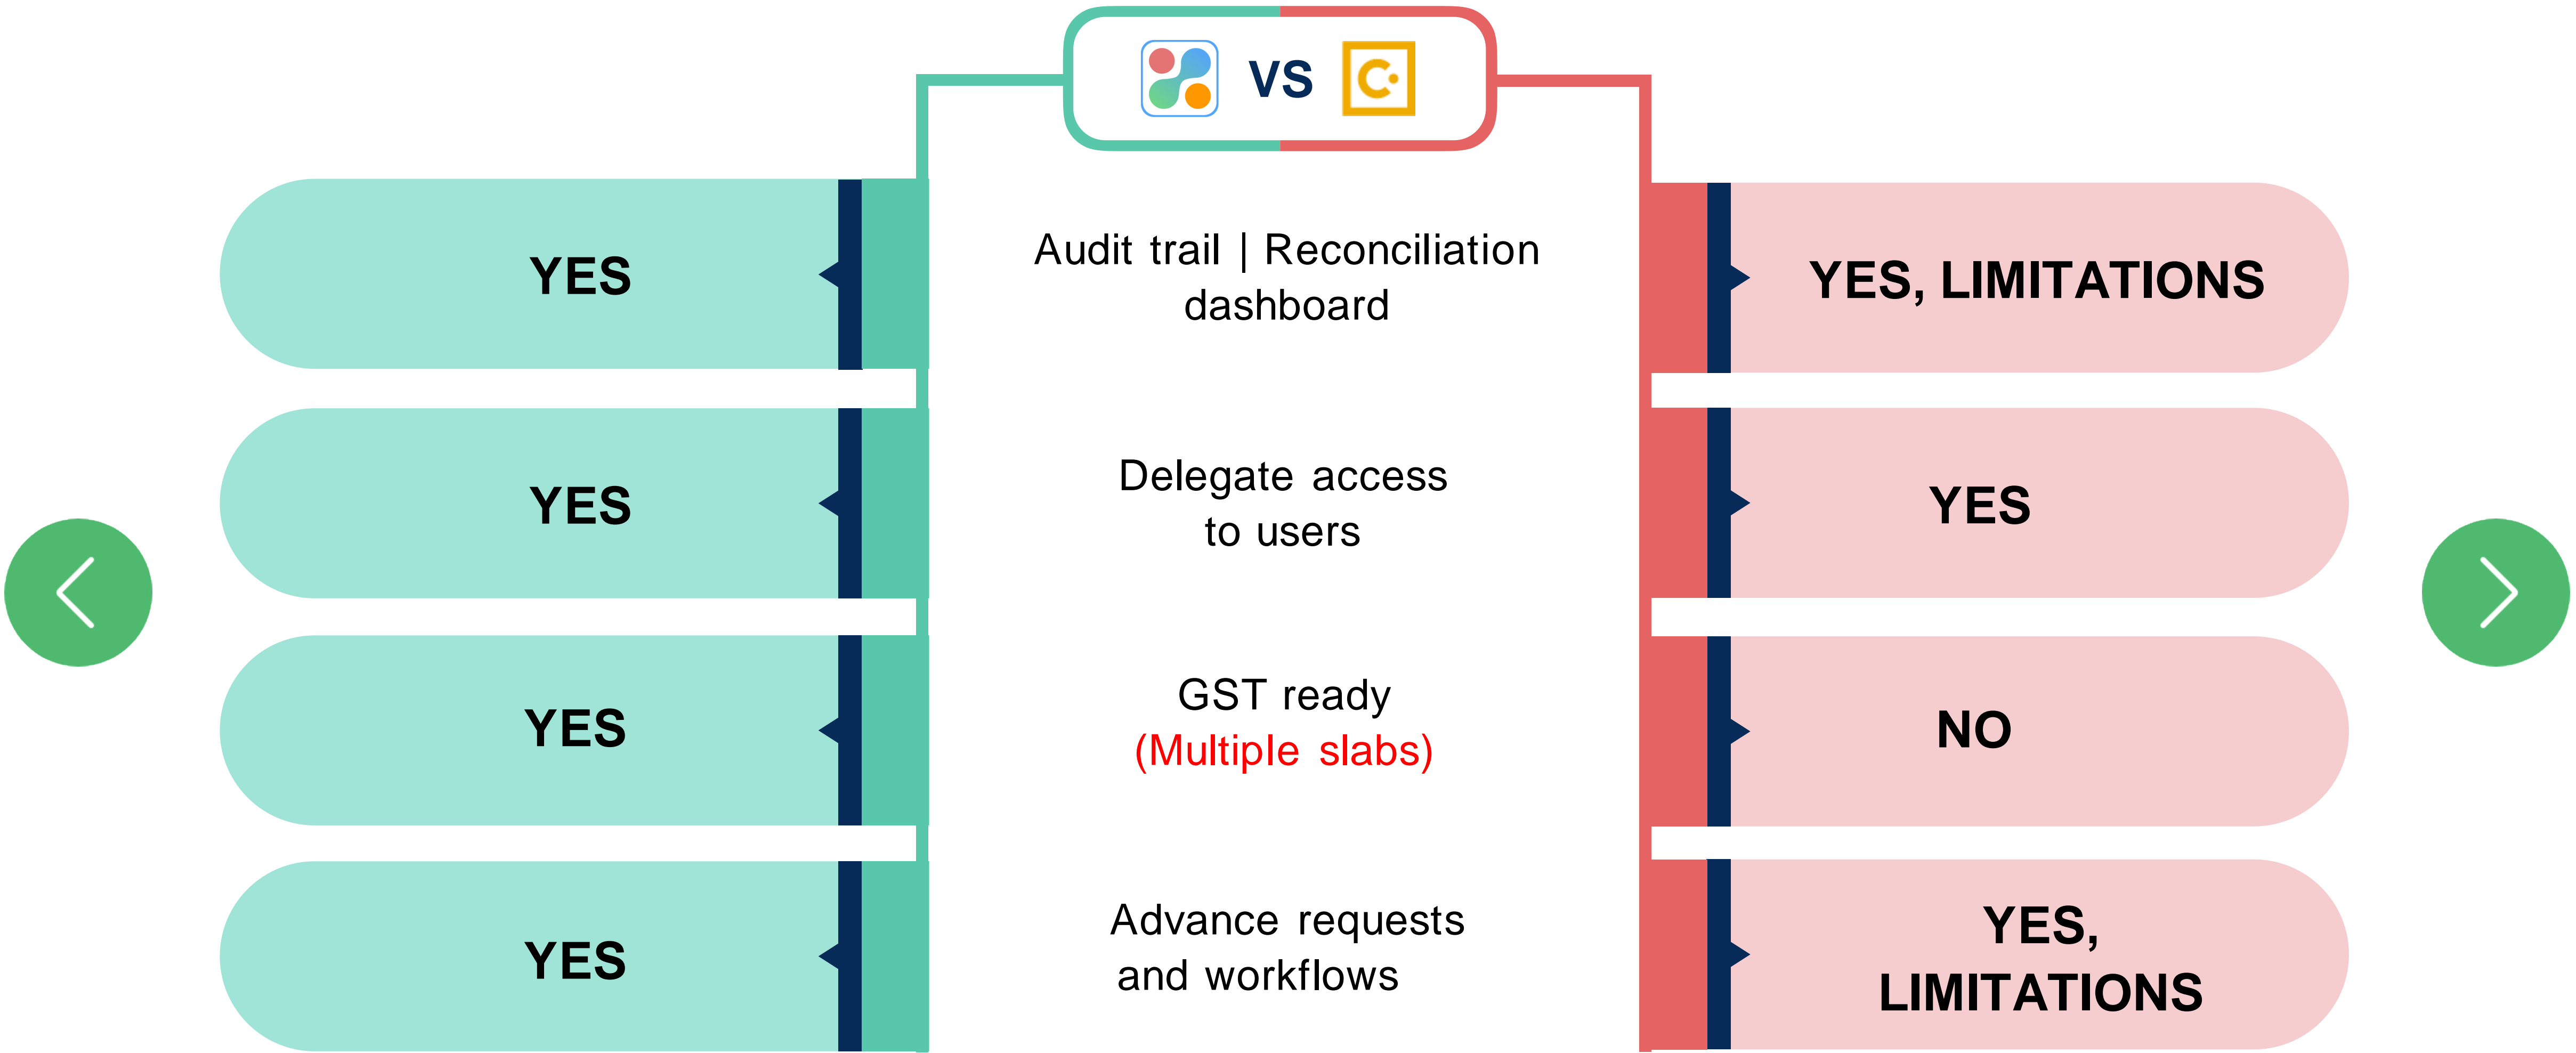 VS
YES
Audit trail | Reconciliation
dashboard
YES, LIMITATIONS
YES
Delegate access
to users
YES
YES
GST ready
(Multiple slabs)
NO
YES
Advance requests
and workflows
YES,
LIMITATIONS